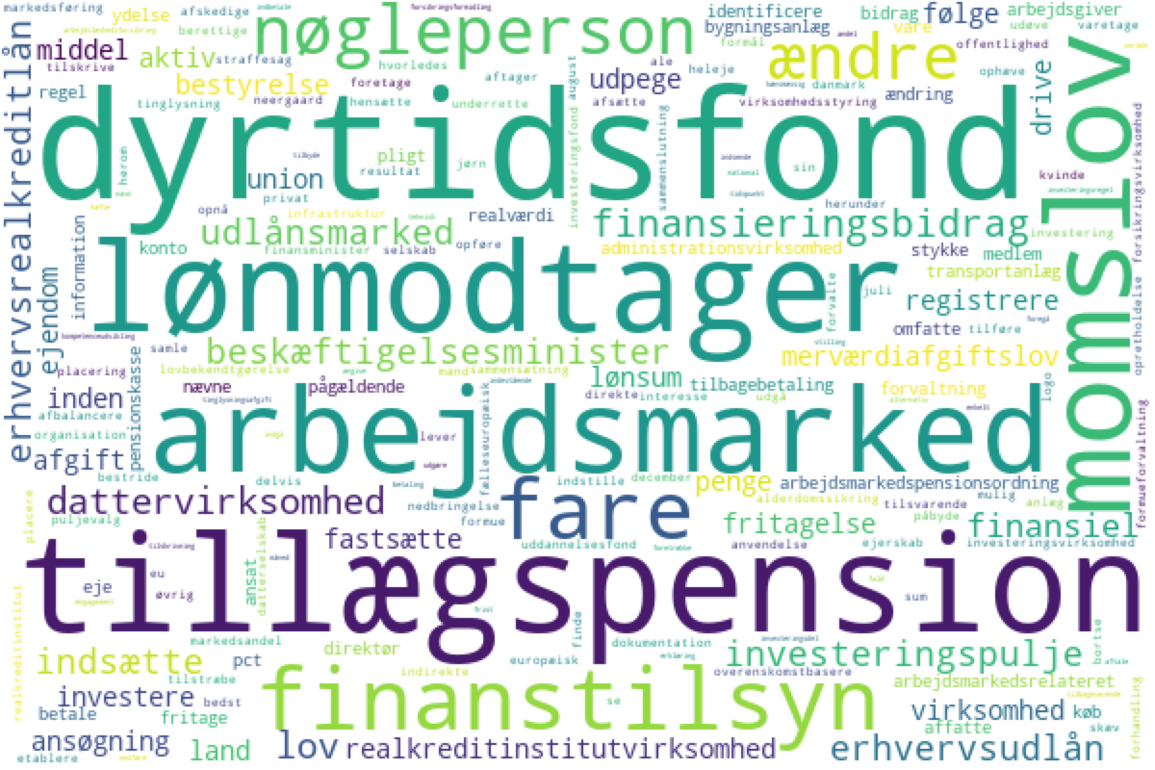 markedsføring
ydelse
afskedige
berettige
nøgleperson
identificere
bygningsanlæg
bidrag
følge
arbejdsgiver
vare
udøve
varetage
middel
tilskrive
aktiv
straffesag
hvorledes
ale
heleje
formål
offentlighed
ændre
ophæve
regel
bestyrelse
foretage
aftager
udpege
danmark
tinglysning
neergaard
hensætte
underrette
august
afsætte
virksomhedsstyring
ændring
drive
erhvervsrealkreditlån
dyrtidsfond
momslov
pligt
resultat
jørn
union
privat
sin
kvinde
investeringsfond
sammenslutning
opnå
infrastruktur
realværdi
herunder
udlånsmarked
finansieringsbidrag
investering
forsikringsvirksomhed
konto
finansminister
selskab
opføre
administrationsvirksomhed
stykke
medlem
transportanlæg
information
ejendom
lønmodtager
juli
forvalte
registrere
omfatte
tilføre
opretholdelse
samle
beskæftigelsesminister
merværdiafgiftslov
placering
lovbekendtgørelse
mand
sammensætning
lønsum
tilbagebetaling
forvaltning
inden
nævne
pågældende
direkte
interesse
udgå
logo
afbalancere
pensionskasse
arbejdsmarked
organisation
afgift
lever
fælleseuropæisk
bestride
delvis
indstille
december
penge
arbejdsmarkedspensionsordning
formueforvaltning
dattervirksomhed
nedbringelse
fare
alderdomssikring
tilsvarende
mulig
anlæg
placere
puljevalg
formue
fritagelse
påbyde
finansiel
fastsætte
uddannelsesfond
anvendelse
ejerskab
investeringsvirksomhed
tillægspension
eje
eu
øvrig
ansat
datterselskab
sum
realkreditinstitut
markedsandel
finde
dokumentation
indsætte
pct
direktør
europæisk
investeringspulje
bortse
tilstræbe
indirekte
overenskomstbasere
arbejdsmarkedsrelateret
investere
bedst
finanstilsyn
se
virksomhed
køb
forhandling
betale
fritage
affatte
skæv
ansøgning
land
lov
realkreditinstitutvirksomhed
erhvervsudlån
etablere